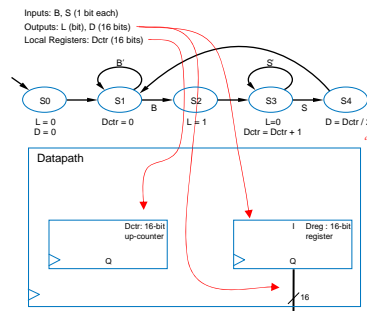 Inputs: B, S (1 bit each)
Outputs: L (bit), D (16 bits)
Local Registers: Dctr (16 bits)
B′ S′
S0 S1 B S2 S3 S S4
L = 0 Dctr = 0 L = 1 L=0 D = Dctr /
D = 0 Dctr = Dctr + 1
Datapath
Dctr: 16-bit I Dreg : 16-bit
up-counter register
Q Q
16